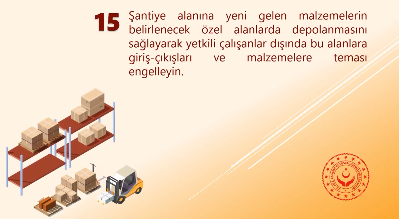 15 Şantiye alanına yeni gelen malzemelerin
belirlenecek özel alanlarda depolanmasını
sağlayarak yetkili çalışanlar dışında bu alanlara
giriş-çıkışları ve malzemelere teması
engelleyin.